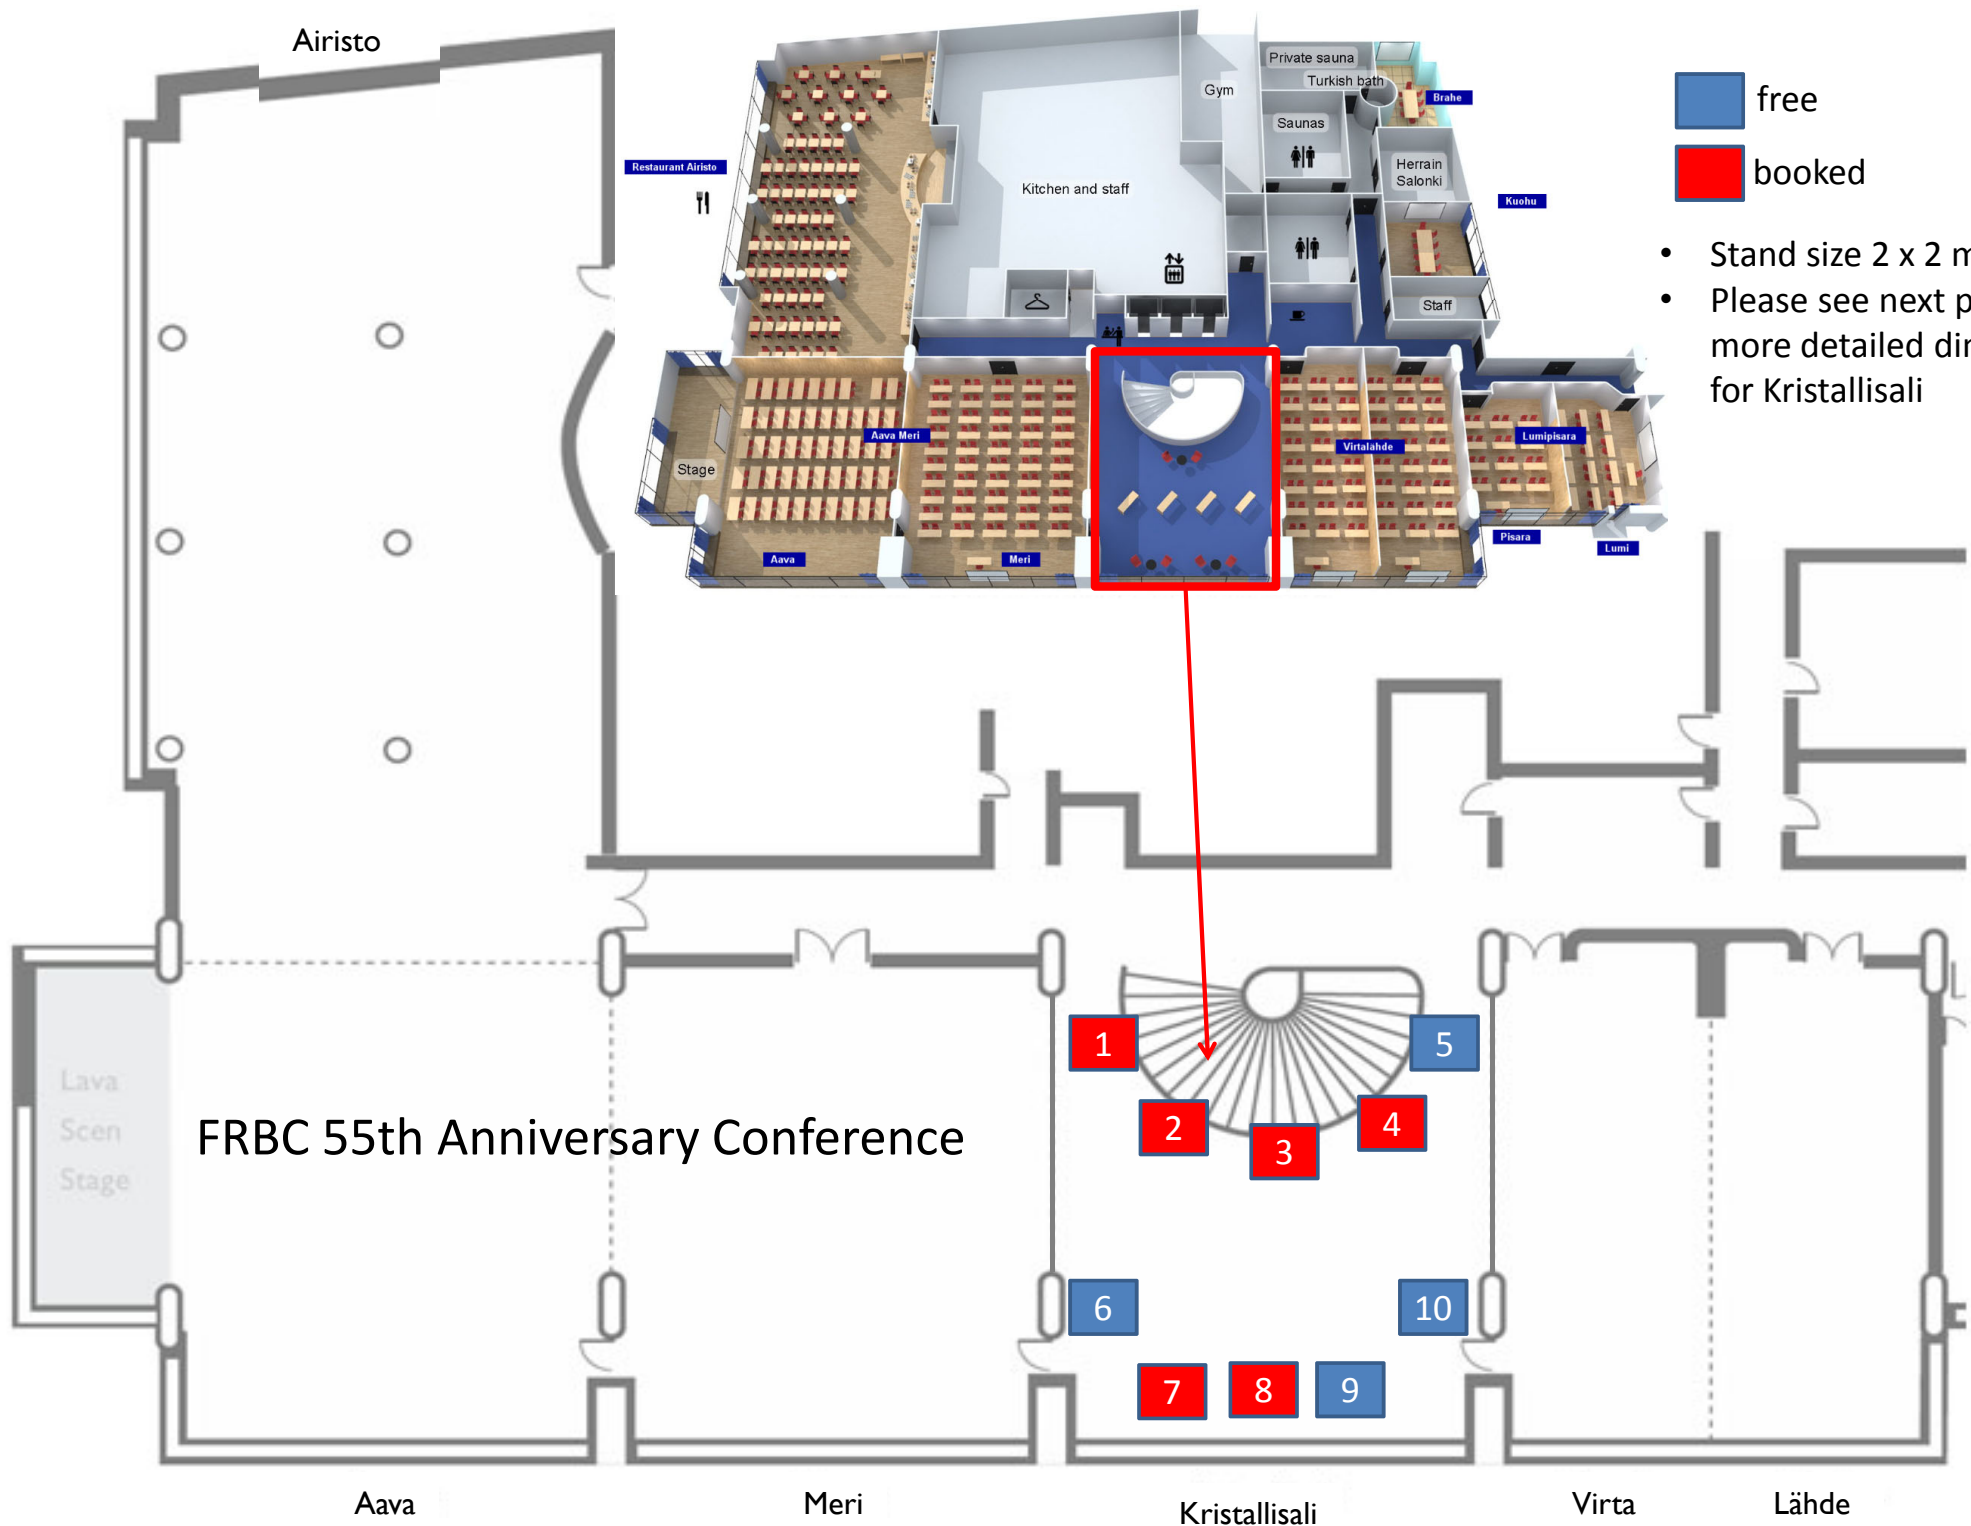 Airisto
Private sauna
Turkish bath
Gym
Brahe
Saunas
Restaurant Airisto
Herrain
Salonki
Kitchen and staff
Kuohu
Staff
Aava Meri
Stage
Virtalähde
Lumipisara
Aava
Meri
Pisara
Lumi
free
booked
• Stand size 2 x 2 m
• Please see next p
more detailed di
for Kristallisali
1
5
2
4
3
Lava
Scen
Stage
FRBC 55th Anniversary Conference
6
10
7
8
9
Aava
Meri
Kristallisali
Virta
Lähde